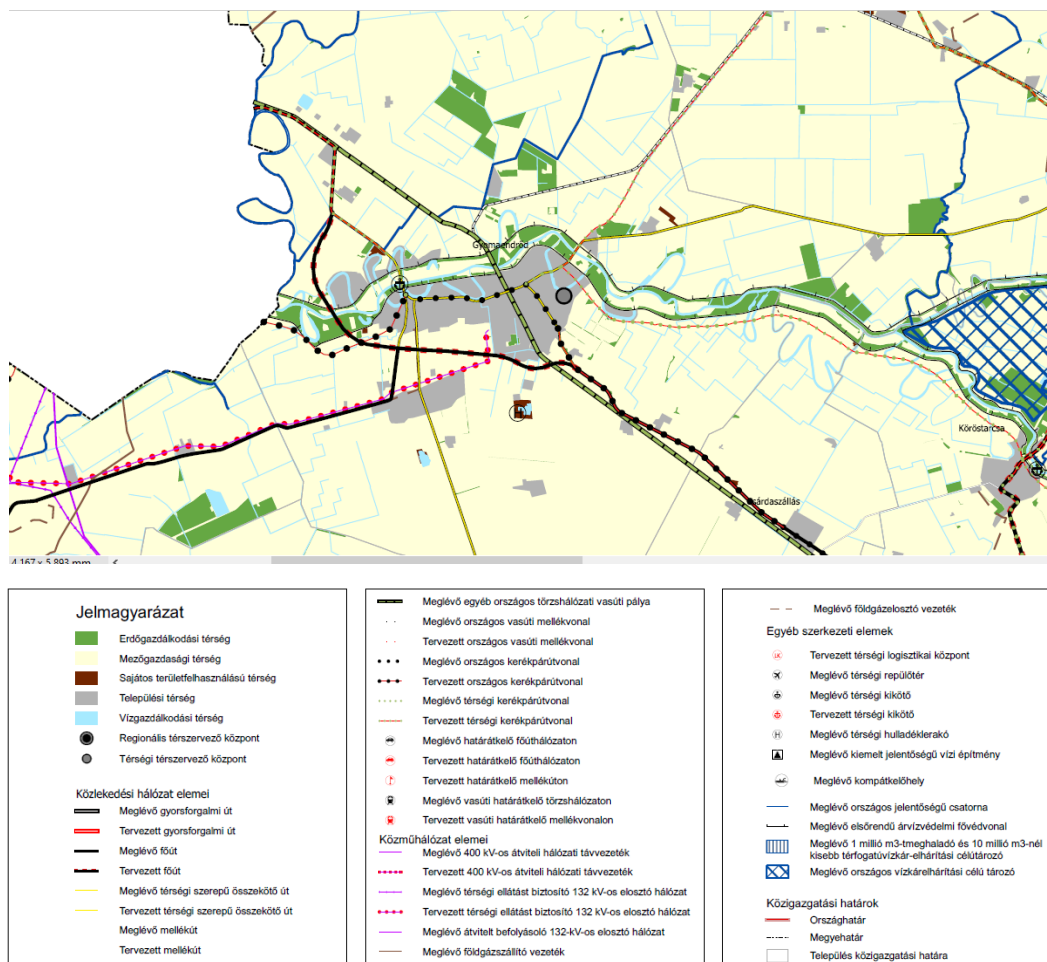 Gyomaendrőd
Köröstarcsa
Csárdaszállás
4.167 x 5.893 mm
Jelmagyarázat
Erdőgazdálkodási térség
Mezőgazdasági térség
Sajátos területfelhasználású térség
Települési térség
Vízgazdálkodási térség
Regionális térszervező központ
Térségi térszervező központ
Közlekedési hálózat elemei
Meglévő gyorsforgalmi út
Tervezett gyorsforgalmi út
Meglévő főút
Tervezett főút
Meglévő térségi szerepű összekötő út
Tervezett térségi szerepű összekötő út
Meglévő mellékút
Tervezett mellékút
Meglévő egyéb országos törzshálózati vasúti pálya
Meglévő országos vasúti mellékvonal
Tervezett országos vasúti mellékvonal
Meglévő országos kerékpárútvonal
Tervezett országos kerékpárútvonal
Meglévő térségi kerékpárútvonal
Tervezett térségi kerékpárútvonal
Meglévő határátkelő főúthálózaton
Tervezett határátkelő főúthálózaton
Tervezett határátkelő mellékúton
Meglévő vasúti határátkelő törzshálózaton
Tervezett vasúti határátkelő mellékvonalon
Közműhálózat elemei
Meglévő 400 kV-os átviteli hálózati távvezeték
Tervezett 400 kV-os átviteli hálózati távvezeték
Meglévő térségi ellátást biztosító 132 kV-os elosztó hálózat
Tervezett térségi ellátást biztosító 132 kV-os elosztó hálózat
Meglévő átvitelt befolyásoló 132-kV-os elosztó hálózat
Meglévő földgázszállító vezeték
Meglévő földgázelosztó vezeték
Egyéb szerkezeti elemek
Tervezett térségi logisztikai központ
Meglévő térségi repülőtér
Meglévő térségi kikötő
Tervezett térségi kikötő
H Meglévő térségi hulladéklerakó
Meglévő kiemelt jelentőségű vízi építmény
Meglévő kompátkelőhely
Meglévő országos jelentőségű csatorna
Meglévő elsőrendű árvízvédelmi fővédvonal
Meglévő 1 millió m3-tmeghaladó és 10 millió m3-nél
kisebb térfogatúvízkár-elhárítási célútározó
Meglévő országos vízkárelhárítási célú tározó
Közigazgatási határok
Országhatár
Megyehatár
Település közigazgatási határa